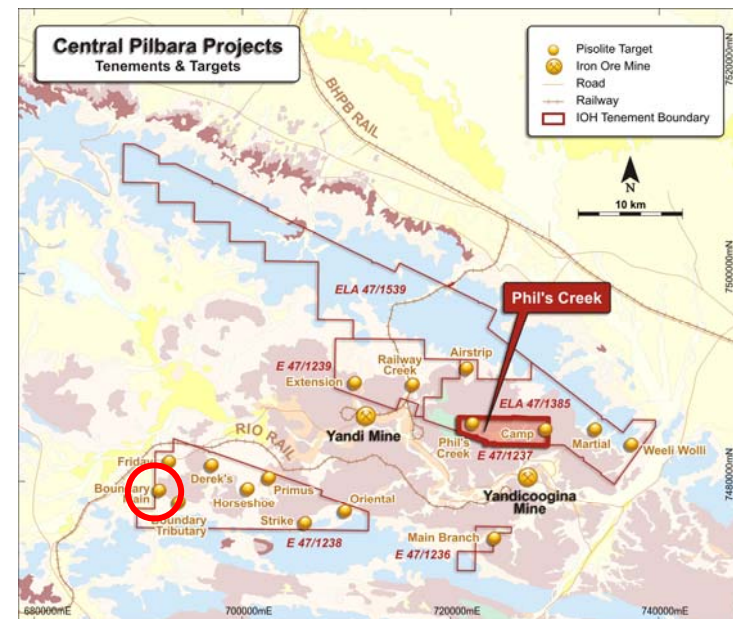 Central Pilbara Projects
Tenements & Targets
Pisolite Target
Iron Ore Mine
Road
Railway
IOH Tenement Boundary
N
10 km
BHPB RAIL
7520000mN
7500000mN
7480000mN
ELA 47/1539
Phil's Creek
E 47/1239
Railway
Creek
Airstrip
Extension
ELA 47/1385
Yandi Mine
Phil's
Creek
Camp
Martial
Weeli Wolli
E 47/1237
RIO RAIL
Friday
Derek's
Primus
Boundary
Horseshoe
Oriental
Boundary
Tributary
Strike
E 47/1238
Yandicoogina
Mine
Main Branch
E 47/1236
680000mE
700000mE
720000mE
740000mE